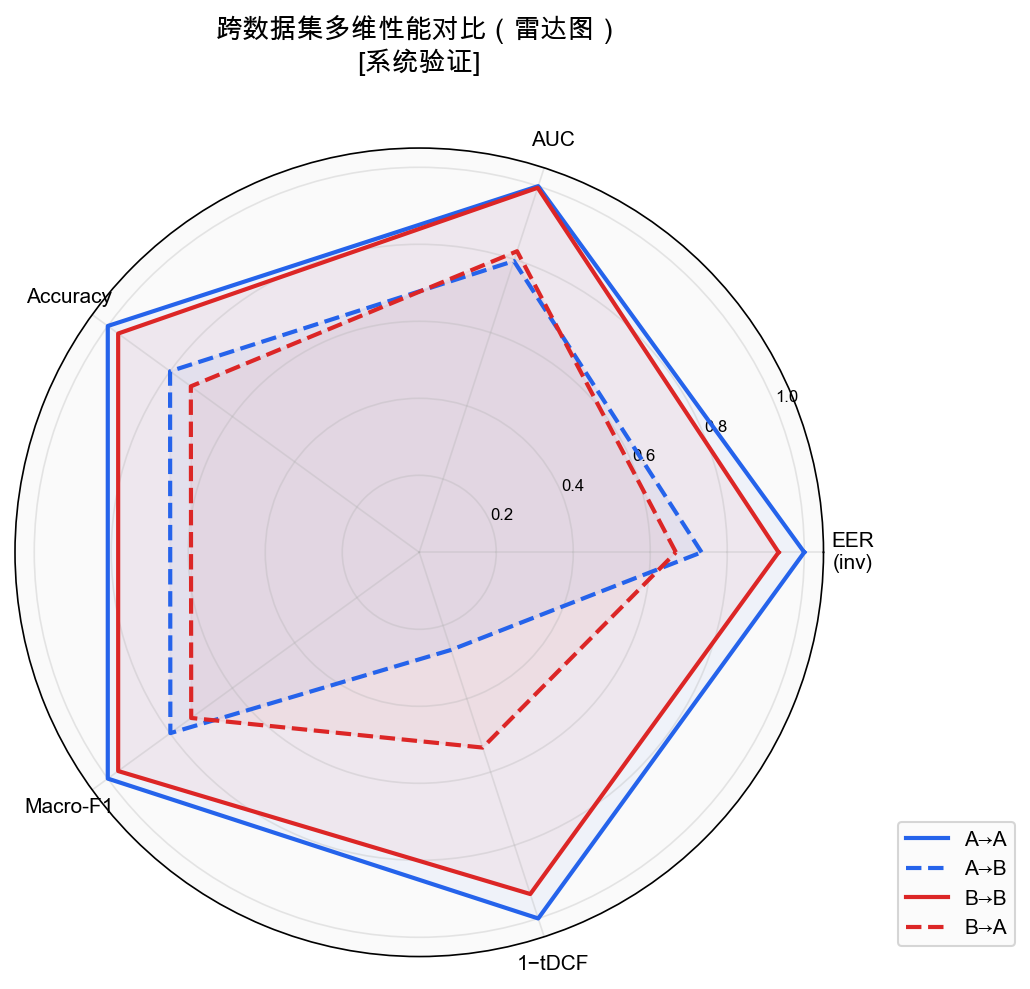 跨数据集多维性能对比（雷达图）
[系统验证]
AUC
Accuracy
1.0
0.8
0.6
0.4
0.2
EER
(inv)
Macro-F1
1−tDCF
A→A
A→B
B→B
B→A